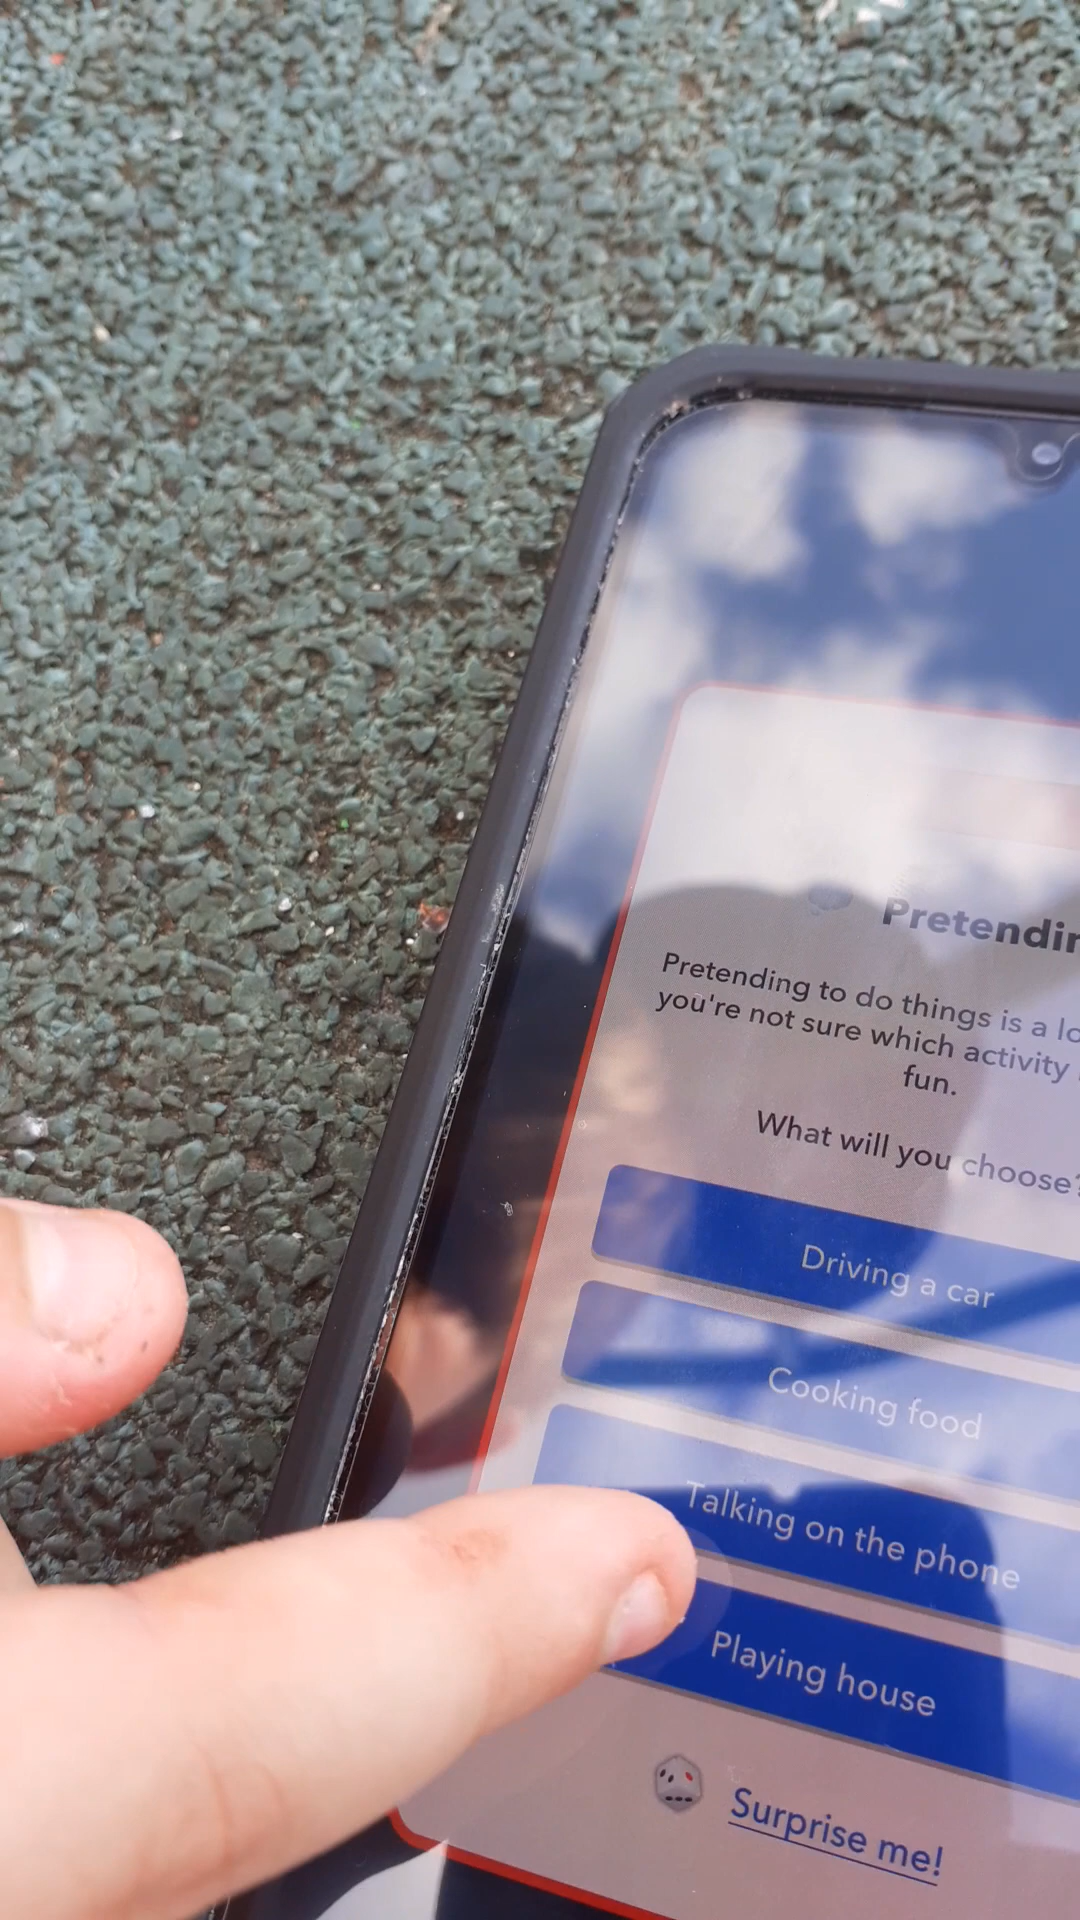 Pretendin
Pretending to do things is a lo
you're not sure which activity
fun.
What will you choose?
Driving a car
Cooking food
Talking on the phone
Playing house
Surprise me!